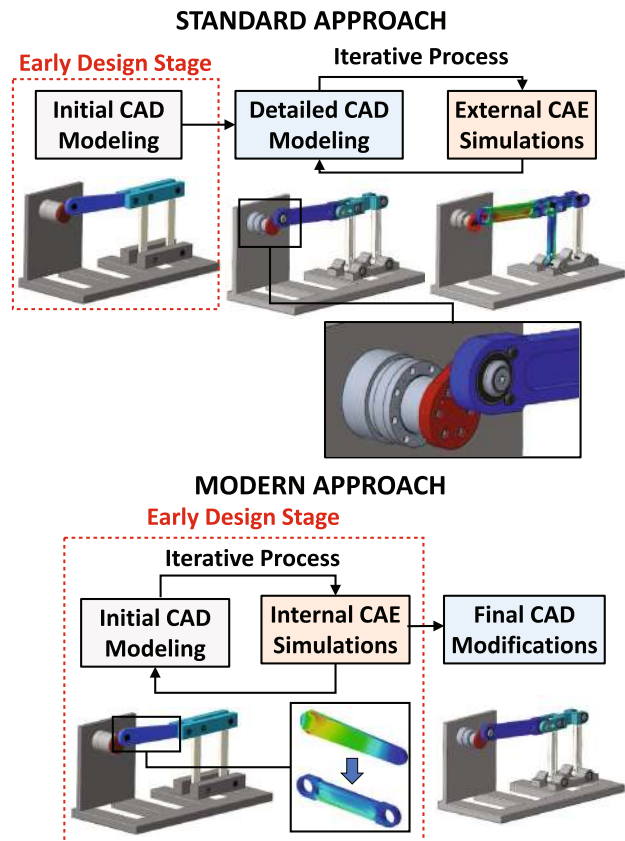 STANDARD APPROACH
Early Design Stage
Iterative Process
Initial CAD
Modeling
Detailed CAD
Modeling
External CAE
Simulations
MODERN APPROACH
Early Design Stage
Iterative Process
Initial CAD
Modeling
Internal CAE
Simulations
Final CAD
Modifications